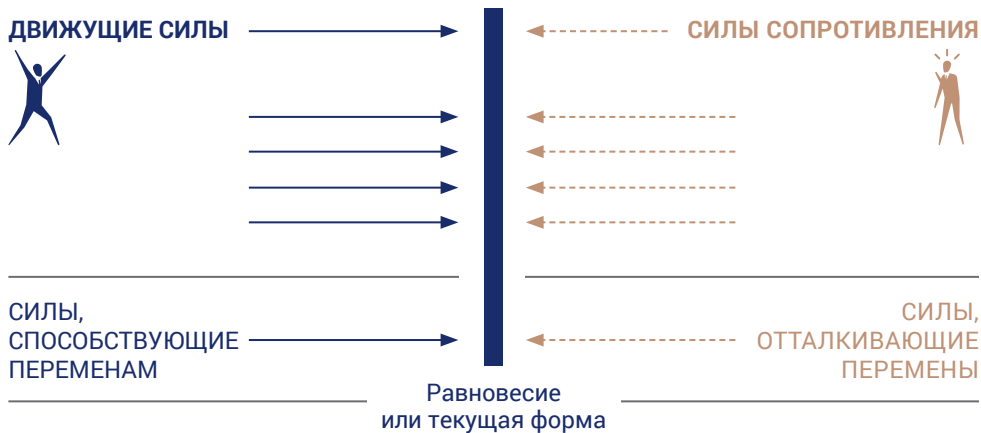 ДВИЖУЩИЕ СИЛЫ
СИЛЫ СОПРОТИВЛЕНИЯ
СИЛЫ,
СПОСОБСТВУЮЩИЕ
ПЕРЕМЕНАМ
СИЛЫ,
ОТТАЛКИВАЮЩИЕ
ПЕРЕМЕНЫ
Равновесие
или текущая форма